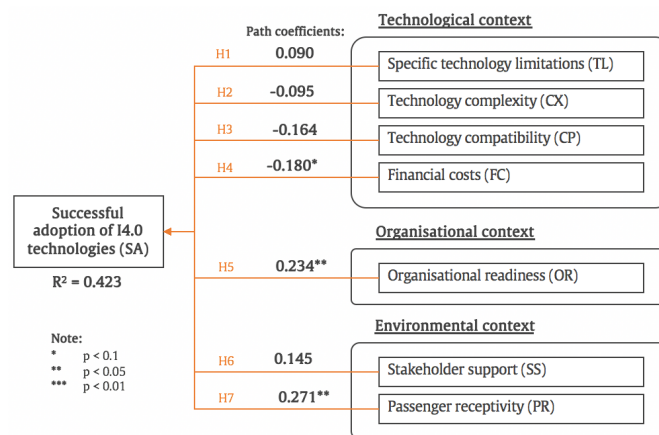 Technological context
Path coefficients:
H1 0.090
Specific technology limitations (TL)
H2 -0.095
Technology complexity (CX)
H3 -0.164
Technology compatibility (CP)
H4 -0.180*
Financial costs (FC)
Successful
adoption of I4.0
technologies (SA)
R² = 0.423
Organisational context
H5 0.234**
Organisational readiness (OR)
Environmental context
H6 0.145
Stakeholder support (SS)
H7 0.271**
Passenger receptivity (PR)
Note:
* p < 0.1
** p < 0.05
*** p < 0.01